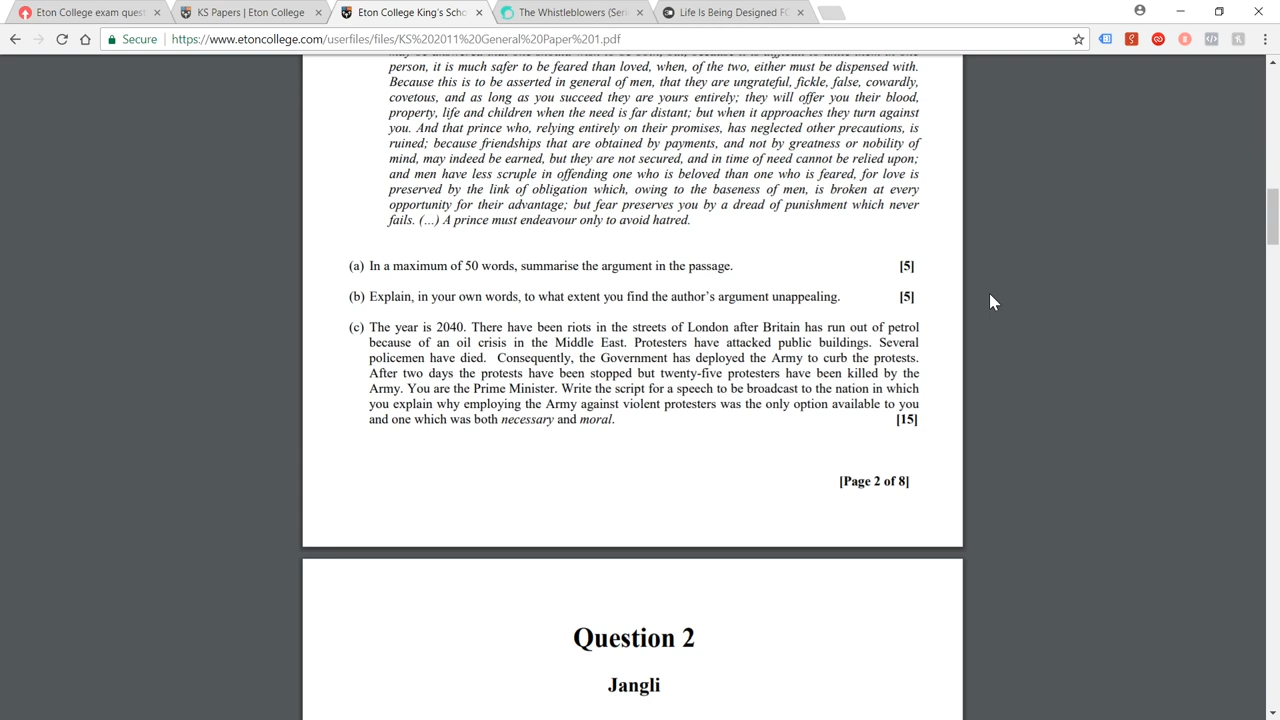 Eton College exam quest
KS Papers | Eton College
Eton College King's Scho
The Whistleblowers (Seri
Life Is Being Designed FO
Secure
https://www.etoncollege.com/userfiles/files/KS%202011%20General%20Paper%201.pdf
person, it is much safer to be feared than loved, when, of the two, either must be dispensed with.
Because this is to be asserted in general of men, that they are ungrateful, fickle, false, cowardly,
covetous, and as long as you succeed they are yours entirely; they will offer you their blood,
property, life and children when the need is far distant; but when it approaches they turn against
you. And that prince who, relying entirely on their promises, has neglected other precautions, is
ruined; because friendships that are obtained by payments, and not by greatness or nobility of
mind, may indeed be earned, but they are not secured, and in time of need cannot be relied upon;
and men have less scruple in offending one who is beloved than one who is feared, for love is
preserved by the link of obligation which, owing to the baseness of men, is broken at every
opportunity for their advantage; but fear preserves you by a dread of punishment which never
fails. (…) A prince must endeavour only to avoid hatred.
(a) In a maximum of 50 words, summarise the argument in the passage. [5]
(b) Explain, in your own words, to what extent you find the author's argument unappealing. [5]
(c) The year is 2040. There have been riots in the streets of London after Britain has run out of petrol
because of an oil crisis in the Middle East. Protesters have attacked public buildings. Several
policemen have died. Consequently, the Government has deployed the Army to curb the protests.
After two days the protests have been stopped but twenty-five protesters have been killed by the
Army. You are the Prime Minister. Write the script for a speech to be broadcast to the nation in which
you explain why employing the Army against violent protesters was the only option available to you
and one which was both necessary and moral. [15]
[Page 2 of 8]
Question 2
Jangli